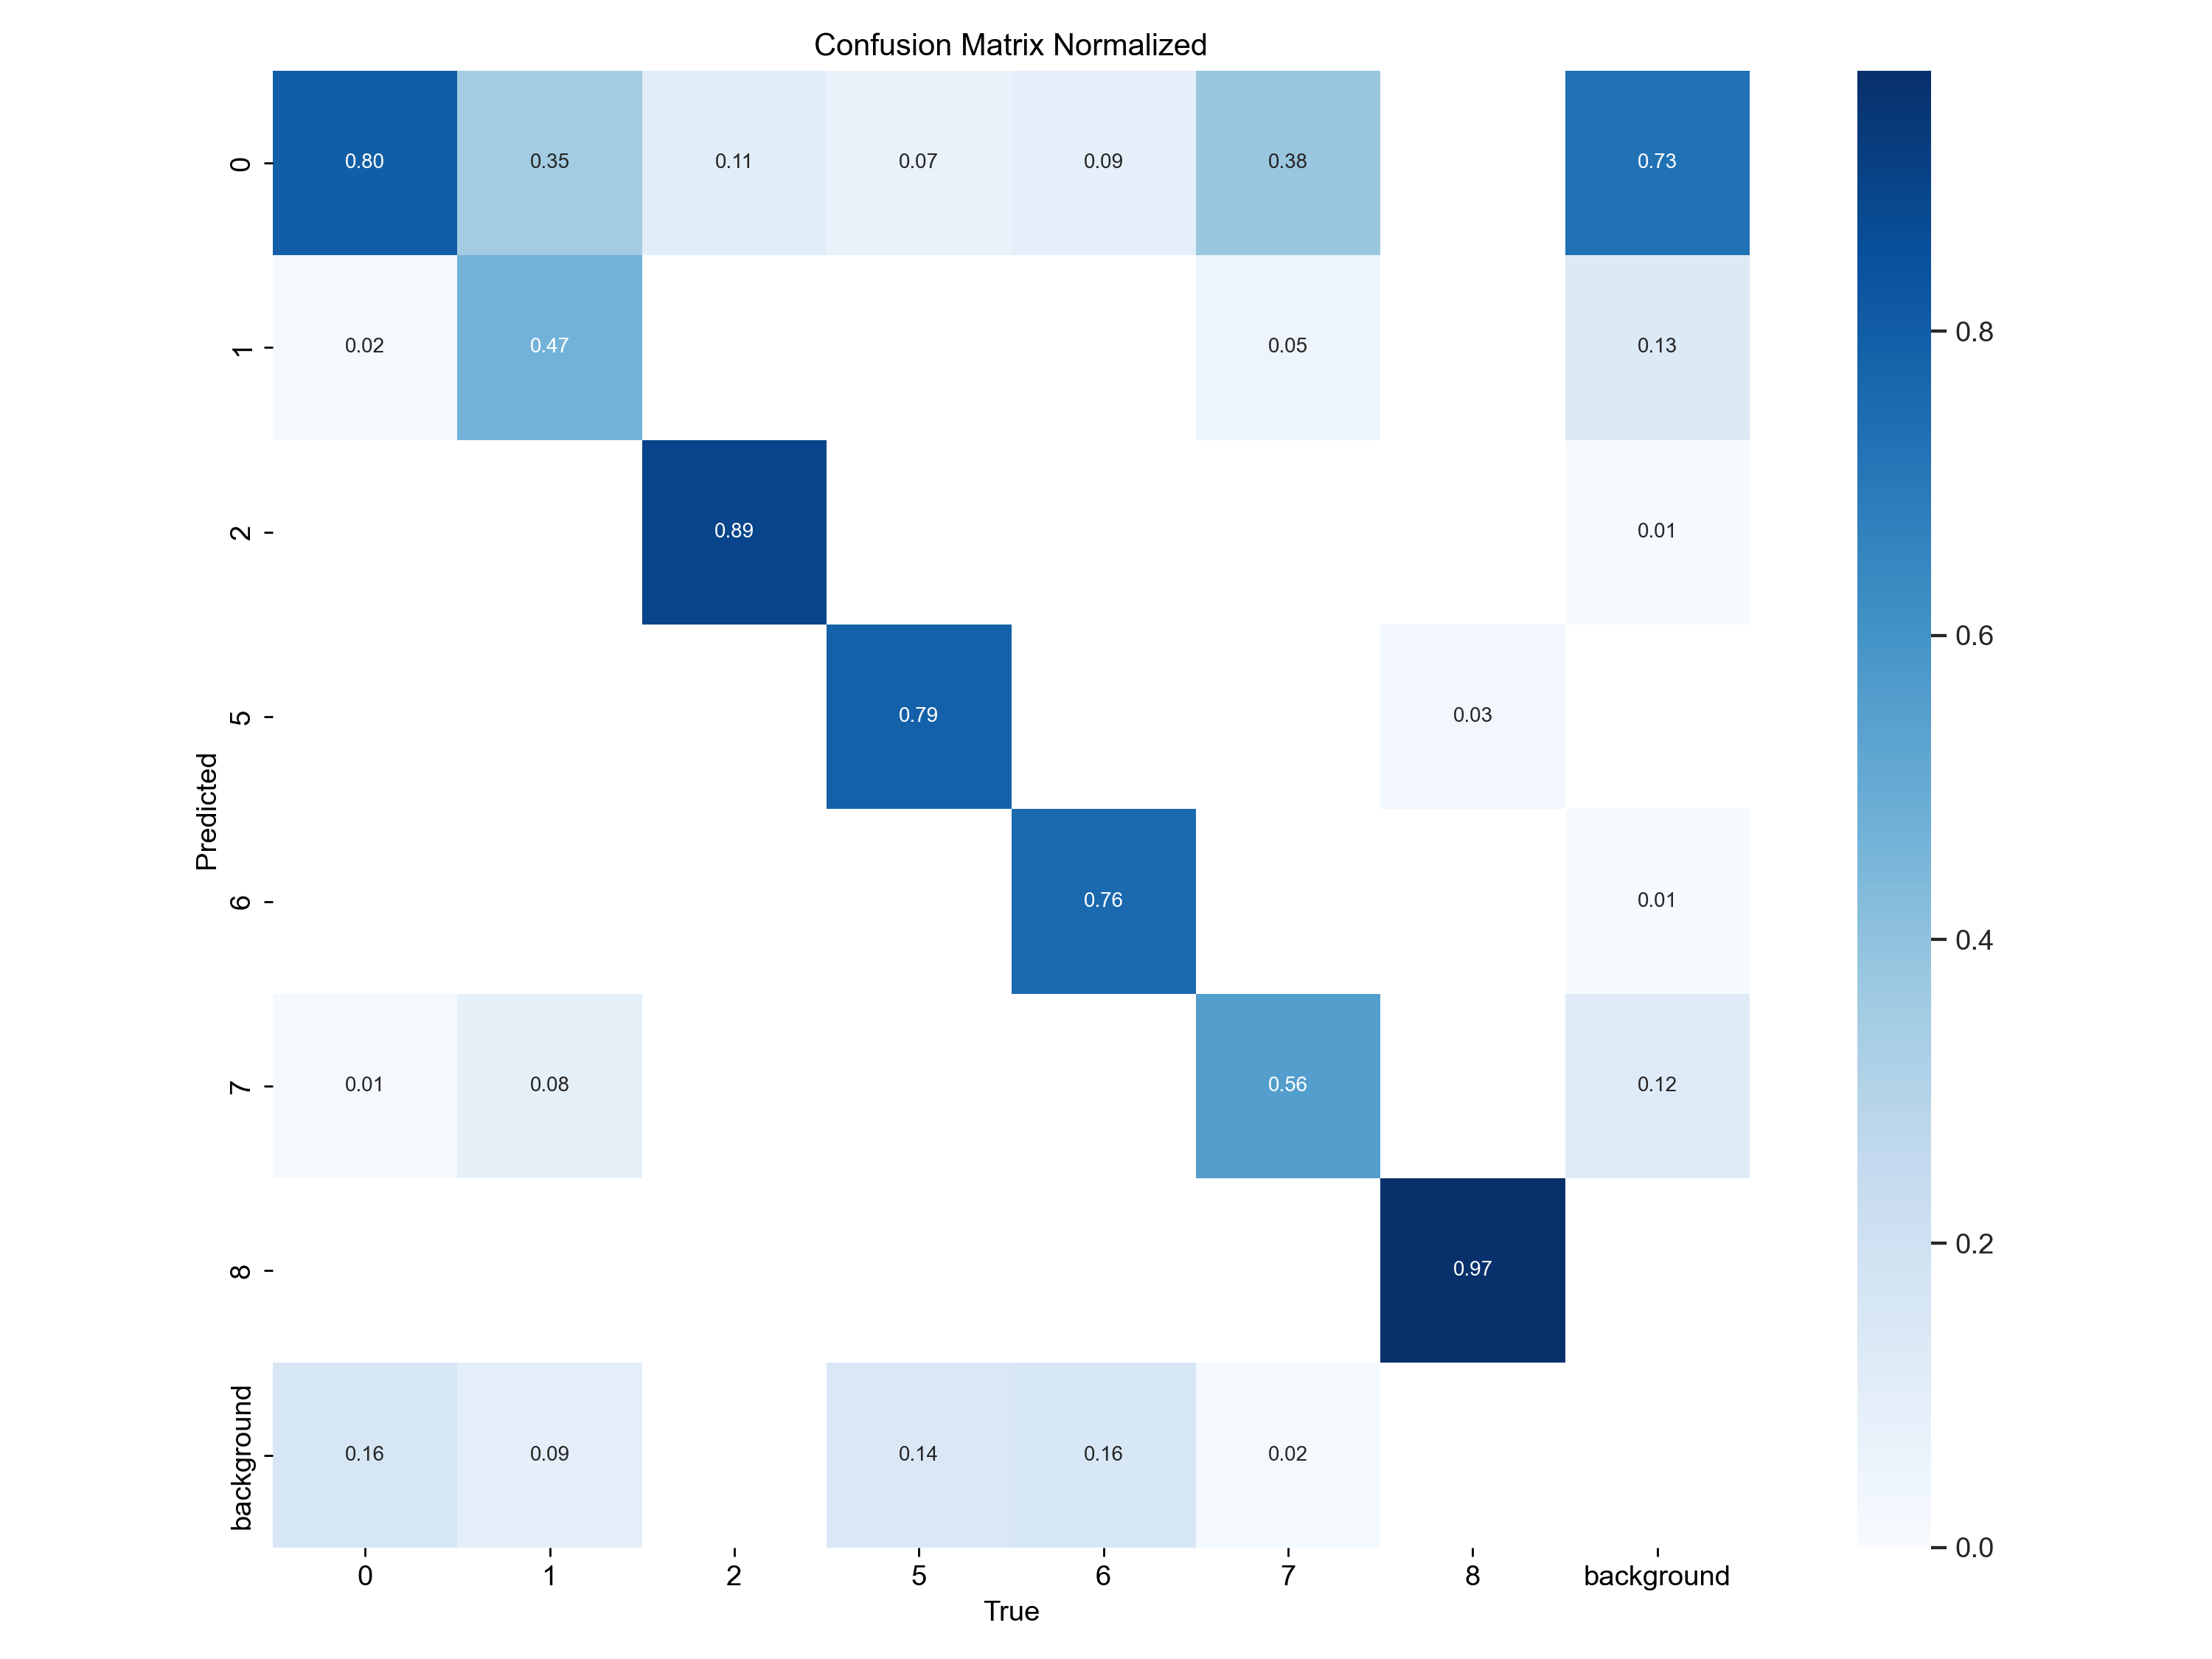 Confusion Matrix Normalized
0 0.80 0.35 0.11 0.07 0.09 0.38 0.73
1 0.02 0.47 0.05 0.13 0.8
2 0.89 0.01
5 0.79 0.03 0.6
Predicted
6 0.76 0.01 0.4
7 0.01 0.08 0.56 0.12
8 0.97 0.2
background 0.16 0.09 0.14 0.16 0.02
0.0
0 1 2 5 6 7 8 background
True